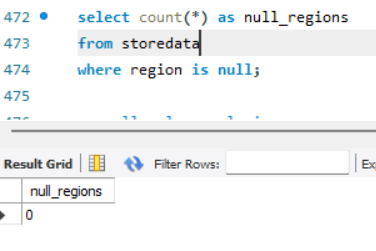 472 select count(*) as null_regions
473 from storedata
474 where region is null;
475
Result Grid Filter Rows:
null_regions
0